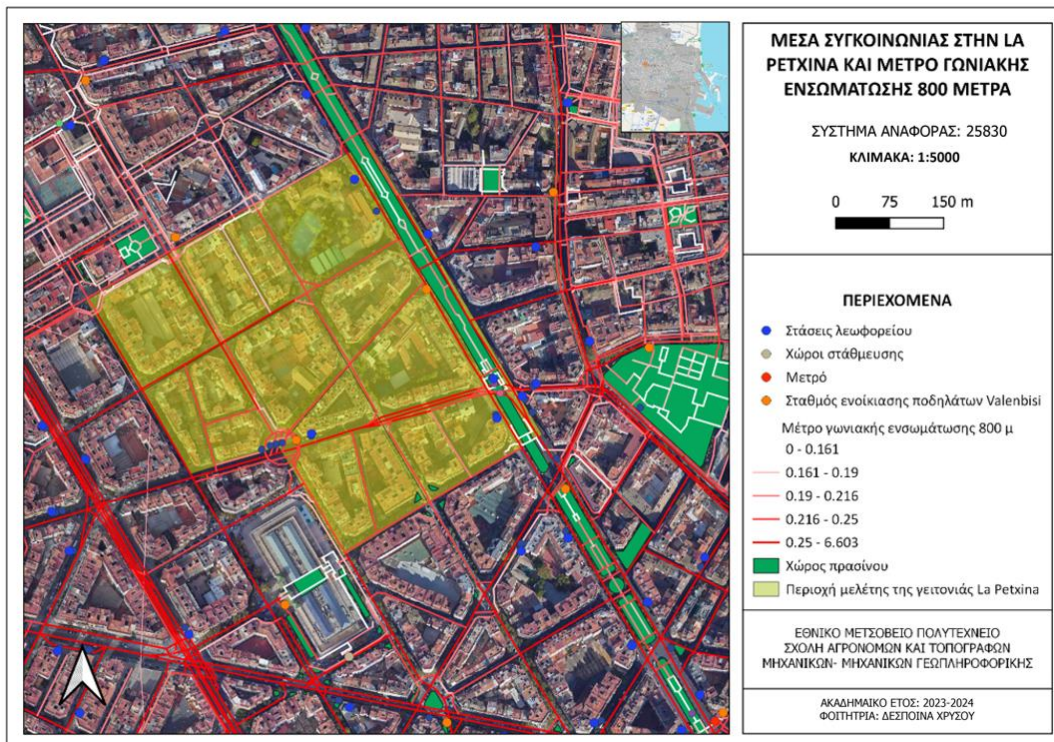 ΜΕΣΑ ΣΥΓΚΟΙΝΩΝΙΑΣ ΣΤΗΝ LA
PETXINA ΚΑΙ ΜΕΤΡΟ ΓΩΝΙΑΚΗΣ
ΕΝΣΩΜΑΤΩΣΗΣ 800 ΜΕΤΡΑ
ΣΥΣΤΗΜΑ ΑΝΑΦΟΡΑΣ: 25830
ΚΛΙΜΑΚΑ: 1:5000
0 75 150 m
ΠΕΡΙΕΧΟΜΕΝΑ
Στάσεις λεωφορείου
Χώροι στάθμευσης
Μετρό
Σταθμός ενοίκιασης ποδηλάτων Valenbisi
Μέτρο γωνιακής ενσωμάτωσης 800 μ
0 - 0.161
0.161 - 0.19
0.19 - 0.216
0.216 - 0.25
0.25 - 6.603
Χώρος πρασίνου
Περιοχή μελέτης της γειτονιάς La Petxina
ΕΘΝΙΚΟ ΜΕΤΣΟΒΕΙΟ ΠΟΛΥΤΕΧΝΕΙΟ
ΣΧΟΛΗ ΑΓΡΟΝΟΜΩΝ ΚΑΙ ΤΟΠΟΓΡΑΦΩΝ
ΜΗΧΑΝΙΚΩΝ- ΜΗΧΑΝΙΚΩΝ ΓΕΩΠΛΗΡΟΦΟΡΙΚΗΣ
ΑΚΑΔΗΜΑΙΚΟ ΕΤΟΣ: 2023-2024
ΦΟΙΤΗΤΡΙΑ: ΔΕΣΠΟΙΝΑ ΧΡΥΣΟΥ